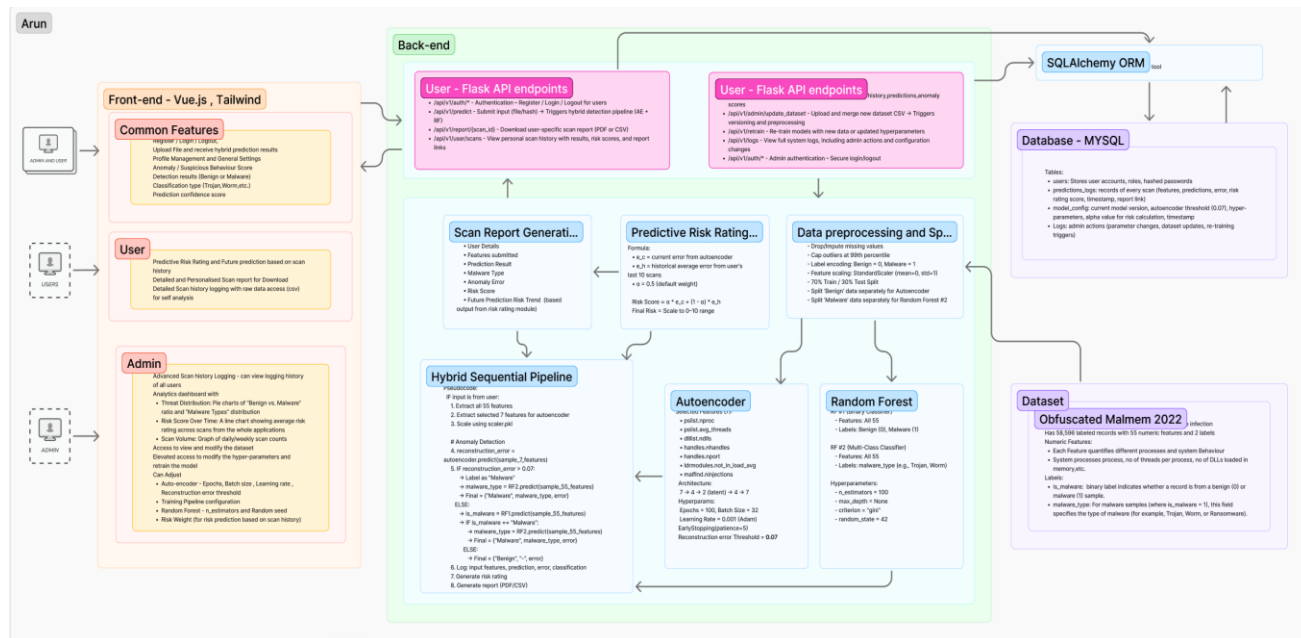 Arun
ADMIN AND USER
USERS
ADMIN
Front-end - Vue.js , Tailwind
Common Features
Register / Login / Logout,
Upload File and receive hybrid prediction results
Profile Management and General Settings
Anomaly / Suspicious Behaviour Score
Detection results (Benign or Malware)
Classification type (Trojan,Worm,etc.)
Prediction confidence score
User
Predictive Risk Rating and Future prediction based on scan
history
Detailed and Personalised Scan report for Download
Detailed Scan history logging with raw data access (csv)
for self analysis
Admin
Advanced Scan history Logging - can view logging history
of all users
Analytics dashboard with
• Threat Distribution: Pie charts of "Benign vs. Malware"
ratio and "Malware Types" distribution
• Risk Score Over Time: A line chart showing average risk
rating across scans from the whole applications
• Scan Volume: Graph of daily/weekly scan counts
Access to view and modify the dataset
Elevated access to modify the hyper-parameters and
retrain the model
Can Adjust
• Auto-encoder - Epochs, Batch size , Learning rate ,
Reconstruction error threshold
• Training Pipeline configuration
• Random Forest - n_estimators and Random seed
• Risk Weight (for risk prediction based on scan history)
Back-end
User - Flask API endpoints
• /api/v1/auth/* - Authentication – Register / Login / Logout for users
• /api/v1/predict - Submit input (file/hash) → Triggers hybrid detection pipeline (AE +
RF)
• /api/v1/report/{scan_id} - Download user-specific scan report (PDF or CSV)
• /api/v1/user/scans - View personal scan history with results, risk scores, and report
links
User - Flask API endpoints
history,predictions,anomaly
scores
• /api/v1/admin/update_dataset - Upload and merge new dataset CSV → Triggers
versioning and preprocessing
• /api/v1/retrain - Re-train models with new data or updated hyperparameters
• /api/v1/logs - View full system logs, including admin actions and configuration
changes
• /api/v1/auth/* - Admin authentication – Secure login/logout
Scan Report Generati...
• User Details
• Features submitted
• Prediction Result
• Malware Type
• Anomaly Error
• Risk Score
• Future Prediction Risk Trend (based
output from risk rating module)
Predictive Risk Rating...
Formula:
• e_c = current error from autoencoder
• e_h = historical average error from user's
last 10 scans
• α = 0.5 (default weight)
Risk Score = α * e_c + (1 - α) * e_h
Final Risk = Scale to 0–10 range
Data preprocessing and Sp...
- Drop/Impute missing values
- Cap outliers at 99th percentile
- Label encoding: Benign = 0, Malware = 1
- Feature scaling: StandardScaler (mean=0, std=1)
- 70% Train / 30% Test Split
- Split 'Benign' data separately for Autoencoder
- Split 'Malware' data separately for Random Forest #2
Hybrid Sequential Pipeline
Pseudocode:
IF input is from user:
1. Extract all 55 features
2. Extract selected 7 features for autoencoder
3. Scale using scaler.pkl
# Anomaly Detection
4. reconstruction_error =
autoencoder.predict(sample_7_features)
5. IF reconstruction_error > 0.07:
→ Label as "Malware"
→ malware_type = RF2.predict(sample_55_features)
→ Final = ("Malware", malware_type, error)
ELSE:
→ is_malware = RF1.predict(sample_55_features)
→ IF is_malware == "Malware":
→ malware_type = RF2.predict(sample_55_features)
→ Final = ("Malware", malware_type, error)
ELSE:
→ Final = ("Benign", "-", error)
6. Log: input features, prediction, error, classification
7. Generate risk rating
8. Generate report (PDF/CSV)
Autoencoder
• pslist.nproc
• pslist.avg_threads
• dlllist.ndlls
• handles.nhandles
• handles.nport
• ldrmodules.not_in_load_avg
• malfind.ninjections
Architecture:
7 → 4 → 2 (latent) → 4 → 7
Hyperparams:
Epochs = 100, Batch Size = 32
Learning Rate = 0.001 (Adam)
EarlyStopping(patience=5)
Reconstruction error Threshold = 0.07
Random Forest
RF #1 (Binary Classifier)
- Features: All 55
- Labels: Benign (0), Malware (1)
RF #2 (Multi-Class Classifier)
- Features: All 55
- Labels: malware_type (e.g., Trojan, Worm)
Hyperparameters:
- n_estimators = 100
- max_depth = None
- criterion = "gini"
- random_state = 42
SQLAlchemy ORM
tool
Database - MYSQL
Tables:
• users: Stores user accounts, roles, hashed passwords
• predictions_logs: records of every scan (features, predictions, error, risk
rating score, timestamp, report link)
• model_config: current model version, autoencoder threshold (0.07), hyper-
parameters, alpha value for risk calculation, timestamp
• Logs: admin actions (parameter changes, dataset updates, re-training
triggers)
Dataset
Obfuscated Malmem 2022
infection
Has 58,596 labeled records with 55 numeric features and 2 labels
Numeric Features:
• Each Feature quantifies different processes and system Behaviour
• System processes process, no of threads per process, no of DLLs loaded in
memory,etc.
Labels:
• is_malware: binary label indicates whether a record is from a benign (0) or
malware (1) sample.
• malware_type: For malware samples (where is_malware = 1), this field
specifies the type of malware (for example, Trojan, Worm, or Ransomware).